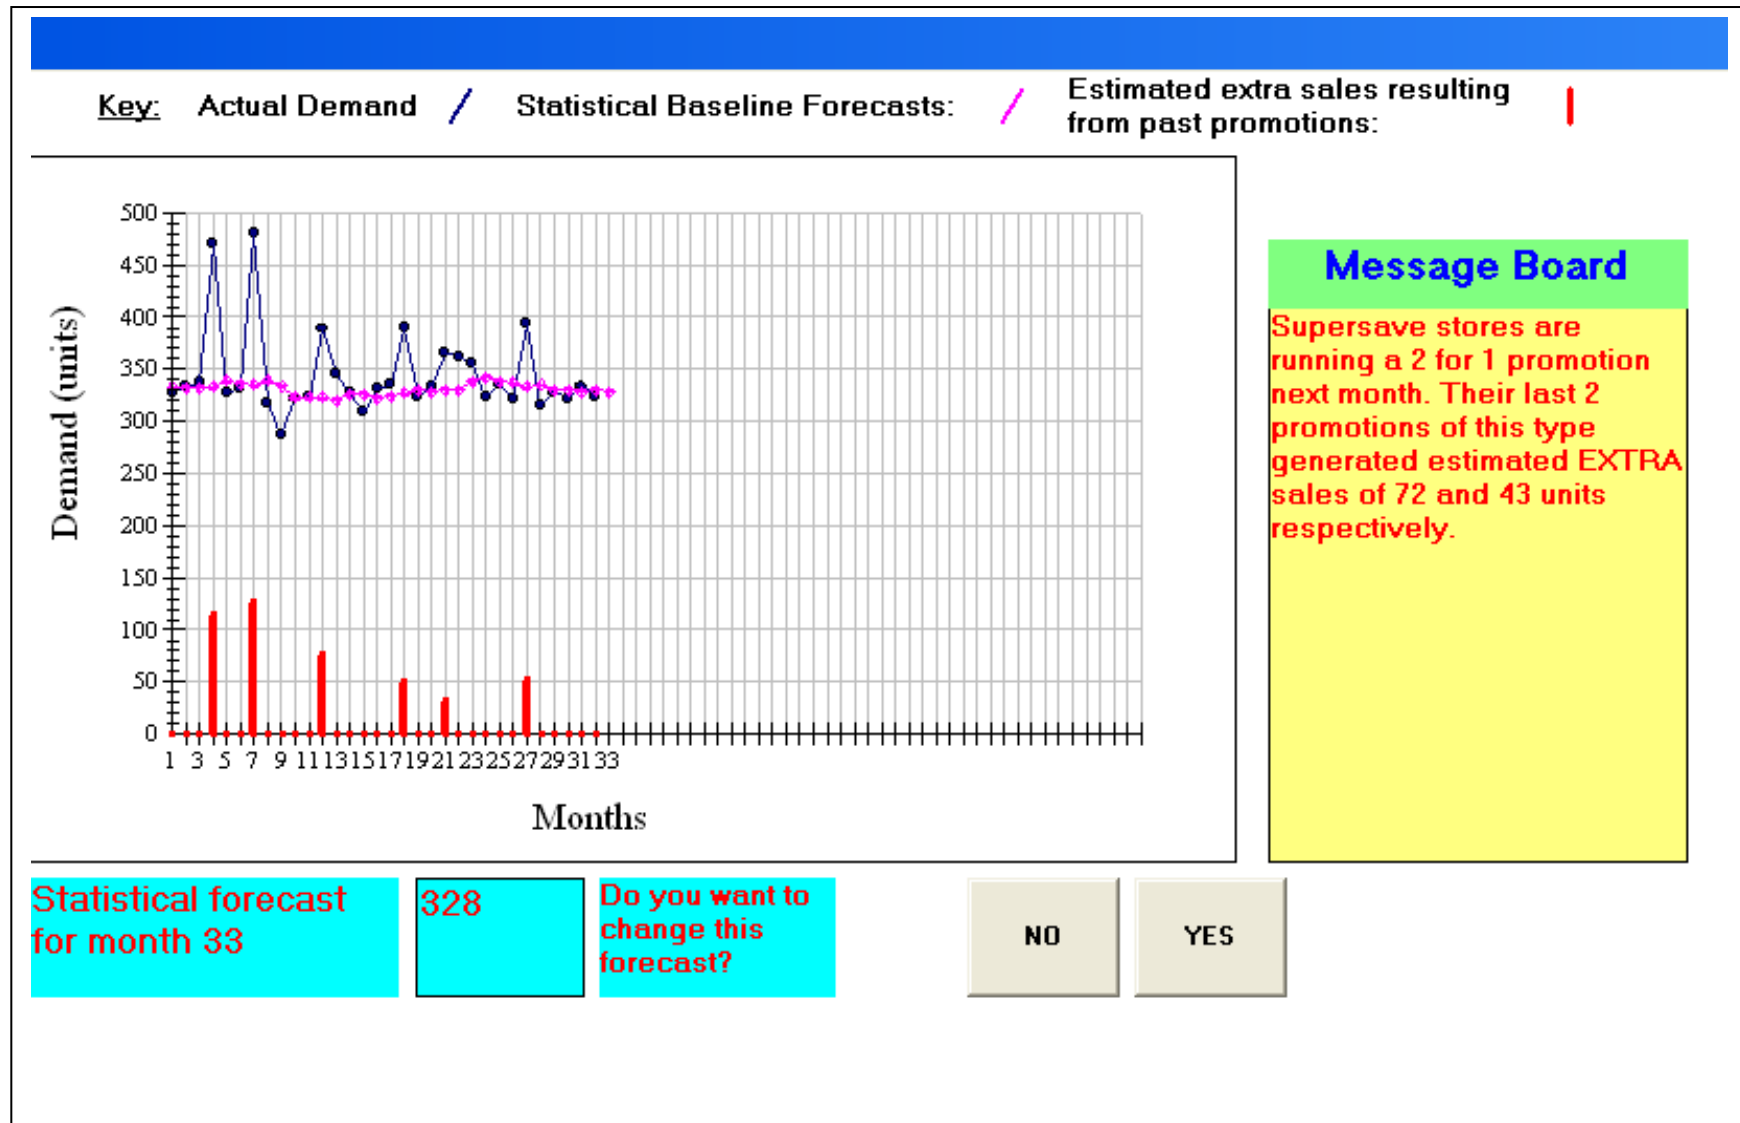 Key: Actual Demand Statistical Baseline Forecasts: Estimated extra sales resulting
from past promotions:
500
450
400
350
300
250
200
150
100
50
0
Demand (units)
1 3 5 7 9 11 13 15 17 19 21 23 25 27 29 31 33
Months
Message Board
Supersave stores are
running a 2 for 1 promotion
next month. Their last 2
promotions of this type
generated estimated EXTRA
sales of 72 and 43 units
respectively.
Statistical forecast
for month 33
328
Do you want to
change this
forecast?
NO
YES